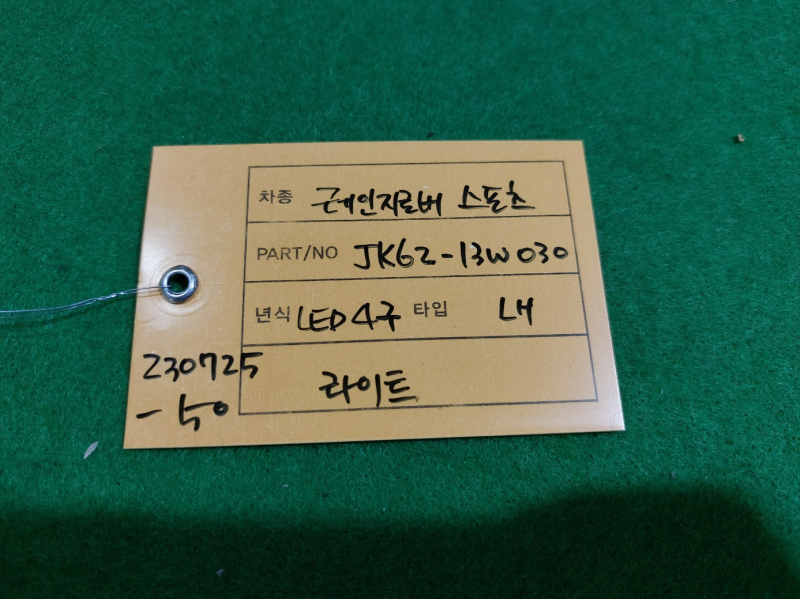 차종 레인지로버 스포츠
PART/NO JK62-13W030
년식 LED 4구 타입 LH
라이트
230725
-50